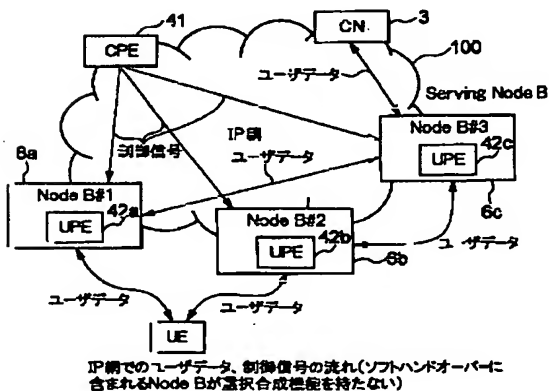 41
CPE
CN
3
100
ユーザデータ
Serving Node B
IP網
制御信号
ユーザデータ
Node B#3
UPE
42c
6c
6a
Node B#1
UPE
42a
Node B#2
UPE
42b
6b
ユーザデータ
ユーザデータ
ユーザデータ
UE
IP網でのユーザデータ、制御信号の流れ(ソフトハンドオーバーに
含まれるNode Bが選択合成機能を持たない)